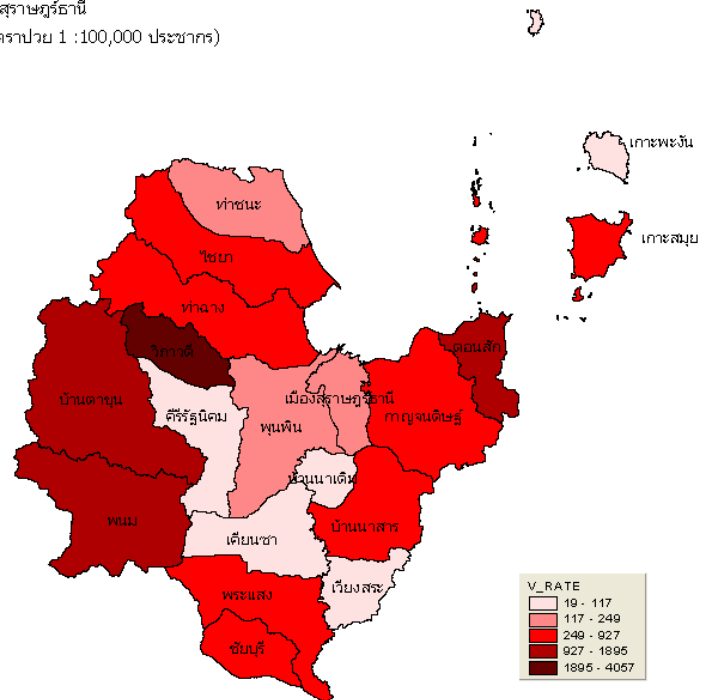 สุราษฎร์ธานี
ตราป่วย 1 :100,000 ประชากร)
เกาะพะงัน
ท่าชนะ
เกาะสมุย
ไชยา
ท่าฉาง
วิภาวดี
ดอนสัก
บ้านตาขุน
เมืองสุราษฎร์ธานี
คีรีรัฐนิคม
กาญจนดิษฐ์
พุนพิน
บ้านนาเดิม
พนม
บ้านนาสาร
เคียนซา
เวียงสระ
พระแสง
ชัยบุรี
V_RATE
19 - 117
117 - 249
249 - 927
927 - 1895
1895 - 4057